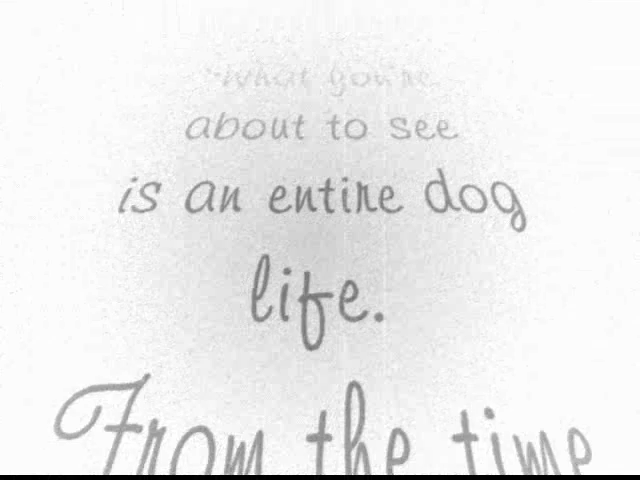 what you're
about to see
is an entire dog
life.
From the time